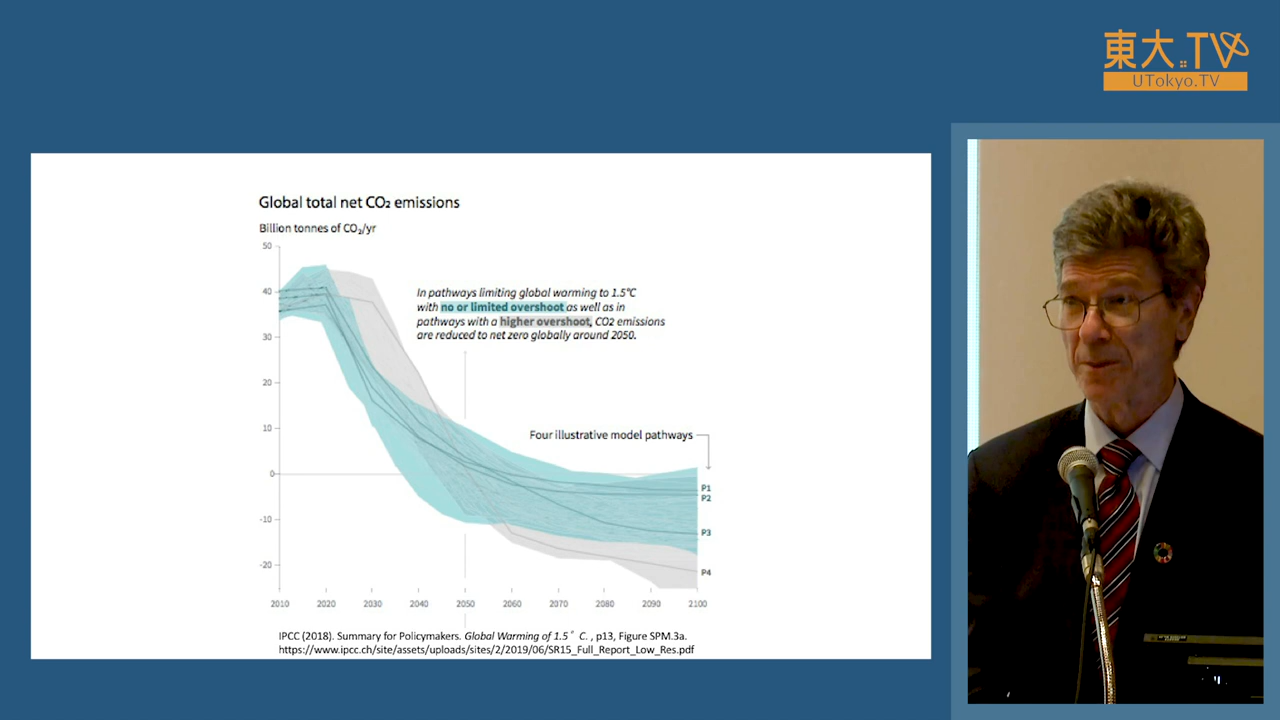 東大.TV
UTokyo.TV
Global total net CO₂ emissions
Billion tonnes of CO₂/yr
50
40
30
20
10
0
-10
-20
In pathways limiting global warming to 1.5°C
with no or limited overshoot as well as in
pathways with a higher overshoot, CO2 emissions
are reduced to net zero globally around 2050.
Four illustrative model pathways
P1
P2
P3
P4
2010 2020 2030 2040 2050 2060 2070 2080 2090 2100
IPCC (2018). Summary for Policymakers. Global Warming of 1.5 ° C. , p13, Figure SPM.3a.
https://www.ipcc.ch/site/assets/uploads/sites/2/2019/06/SR15_Full_Report_Low_Res.pdf